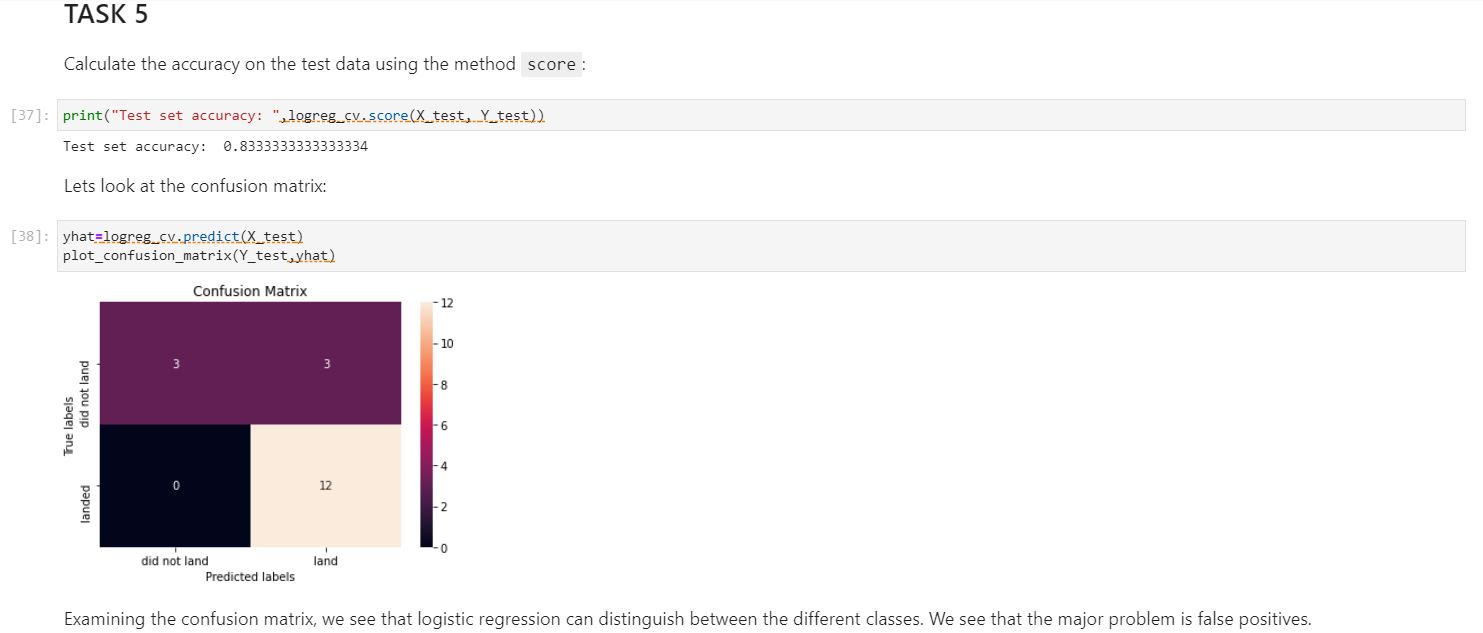 TASK 5
Calculate the accuracy on the test data using the method score:
[37]: print("Test set accuracy: ",logreg_cv.score(X_test, Y_test))
Test set accuracy:  0.8333333333333334
Lets look at the confusion matrix:
[38]: yhat=logreg_cv.predict(X_test)
plot_confusion_matrix(Y_test,yhat)
Confusion Matrix
True labels
did not land
landed
3
3
0
12
did not land
land
Predicted labels
12
10
8
6
4
2
0
Examining the confusion matrix, we see that logistic regression can distinguish between the different classes. We see that the major problem is false positives.